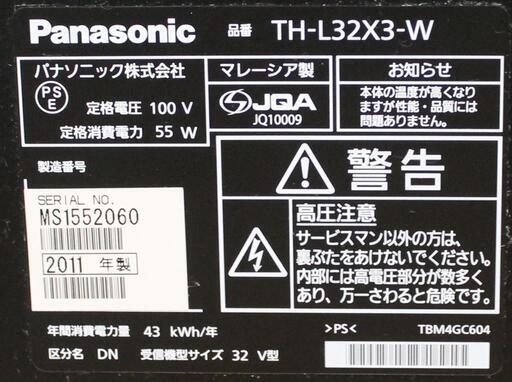 Panasonic 品番 TH-L32X3-W
パナソニック株式会社
PS E
定格電圧 100 V
定格消費電力 55 W
マレーシア製
JQA
JQ10009
お知らせ
本体の温度が高くなり
ますが性能・品質には
問題ありません。
製造番号
SERIAL NO.
MS1552060
2011 年製
警告
高圧注意
サービスマン以外の方は、
裏ぶたをあけないでください。
内部には高電圧部分が数多く
あり、万一さわると危険です。
年間消費電力量 43 kWh/年
区分名 DN 受信機型サイズ 32 V型
>PS<
TBM4GC604